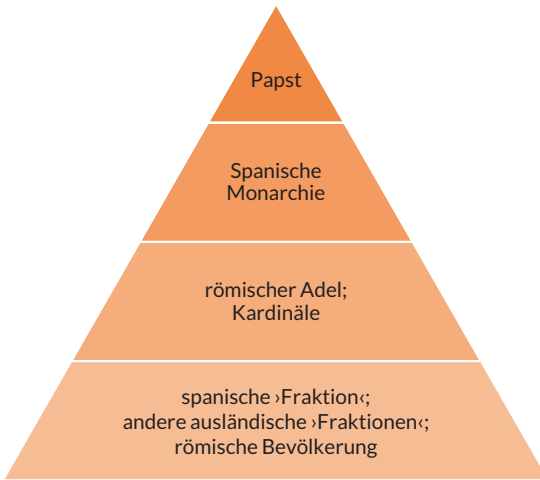 Papst
Spanische
Monarchie
römischer Adel;
Kardinäle
spanische ›Fraktion‹;
andere ausländische ›Fraktionen‹;
römische Bevölkerung